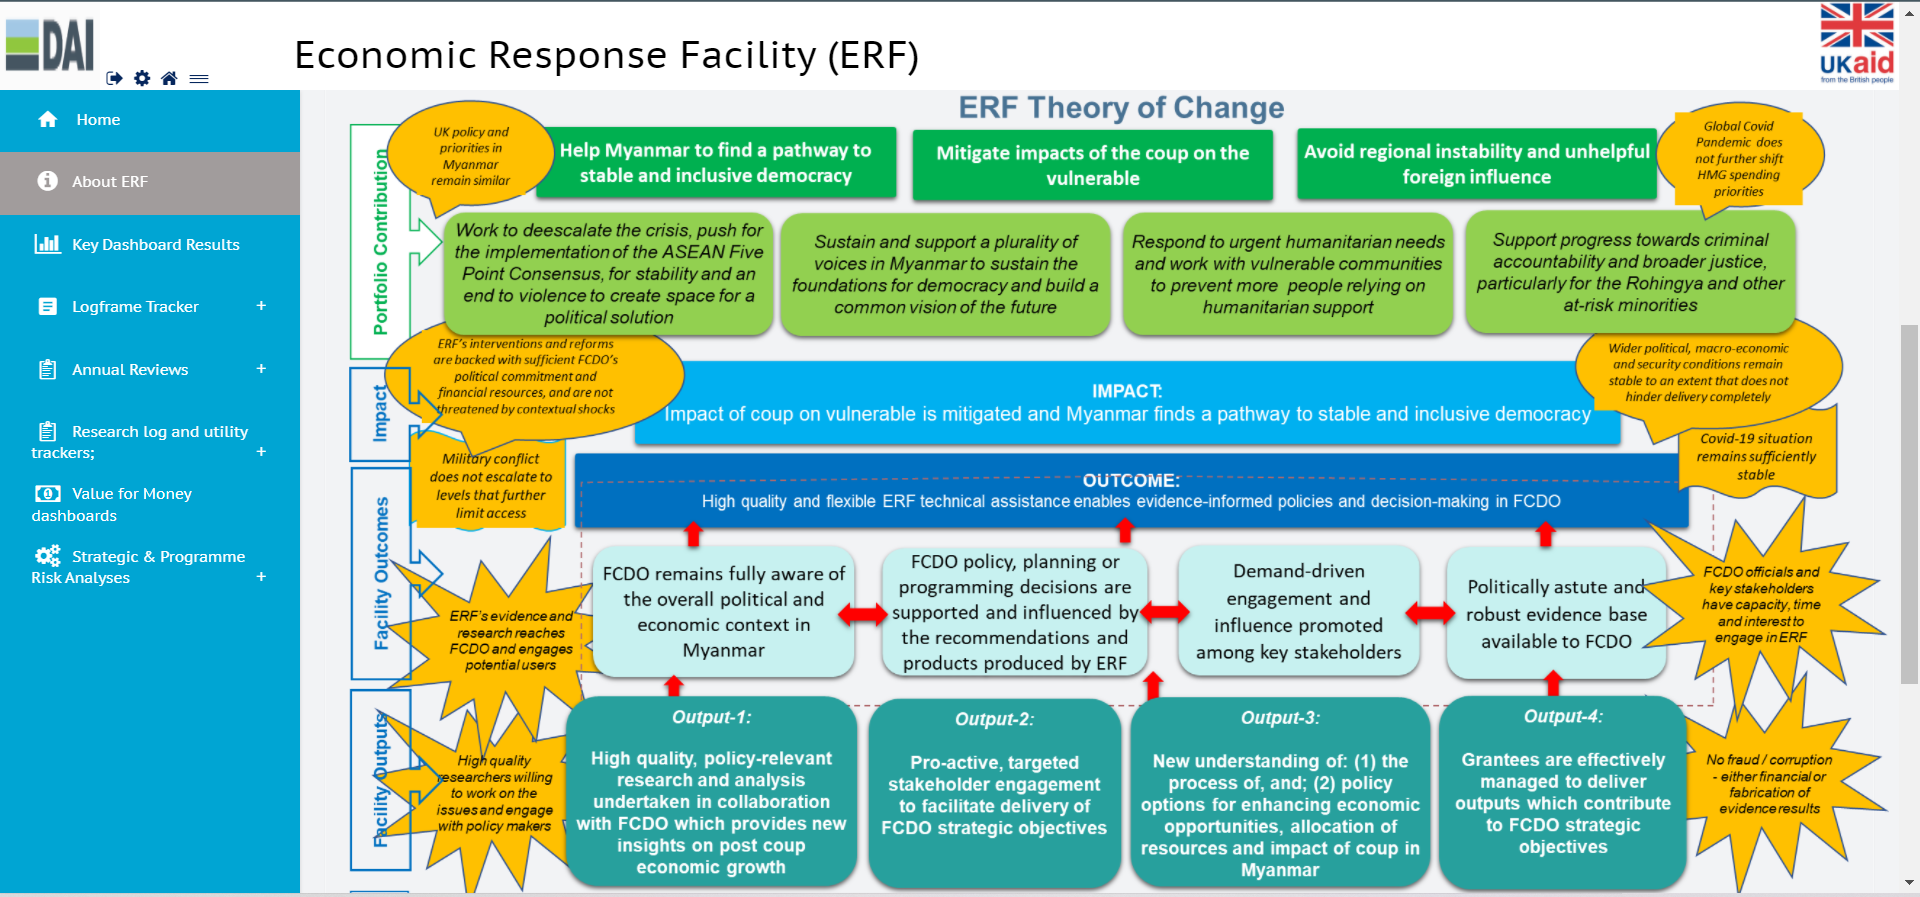 DAI
Economic Response Facility (ERF)
UKaid
from the British people
Home
About ERF
Key Dashboard Results
Logframe Tracker +
Annual Reviews +
Research log and utility
trackers; +
Value for Money
dashboards
Strategic & Programme
Risk Analyses +
ERF Theory of Change
Portfolio Contribution
UK policy and
priorities in
Myanmar
remain similar
Help Myanmar to find a pathway to
stable and inclusive democracy
Mitigate impacts of the coup on the
vulnerable
Avoid regional instability and unhelpful
foreign influence
Global Covid
Pandemic does
not further shift
HMG spending
priorities
Work to deescalate the crisis, push for
the implementation of the ASEAN Five
Point Consensus, for stability and an
end to violence to create space for a
political solution
Sustain and support a plurality of
voices in Myanmar to sustain the
foundations for democracy and build a
common vision of the future
Respond to urgent humanitarian needs
and work with vulnerable communities
to prevent more people relying on
humanitarian support
Support progress towards criminal
accountability and broader justice,
particularly for the Rohingya and other
at-risk minorities
Impact
ERF's interventions and reforms
are backed with sufficient FCDO's
political commitment and
financial resources, and are not
threatened by contextual shocks
IMPACT:
Impact of coup on vulnerable is mitigated and Myanmar finds a pathway to stable and inclusive democracy
Wider political, macro-economic
and security conditions remain
stable to an extent that does not
hinder delivery completely
Facility Outcomes
Military conflict
does not escalate to
levels that further
limit access
OUTCOME:
High quality and flexible ERF technical assistance enables evidence-informed policies and decision-making in FCDO
Covid-19 situation
remains sufficiently
stable
ERF's evidence and
research reaches
FCDO and engages
potential users
FCDO remains fully aware of
the overall political and
economic context in
Myanmar
FCDO policy, planning or
programming decisions are
supported and influenced by
the recommendations and
products produced by ERF
Demand-driven
engagement and
influence promoted
among key stakeholders
Politically astute and
robust evidence base
available to FCDO
FCDO officials and
key stakeholders
have capacity, time
and interest to
engage in ERF
Facility Outputs
High quality
researchers willing
to work on the
issues and engage
with policy makers
Output-1:
High quality, policy-relevant
research and analysis
undertaken in collaboration
with FCDO which provides new
insights on post coup
economic growth
Output-2:
Pro-active, targeted
stakeholder engagement
to facilitate delivery of
FCDO strategic objectives
Output-3:
New understanding of: (1) the
process of, and; (2) policy
options for enhancing economic
opportunities, allocation of
resources and impact of coup in
Myanmar
Output-4:
Grantees are effectively
managed to deliver
outputs which contribute
to FCDO strategic
objectives
No fraud / corruption
- either financial or
fabrication of
evidence results